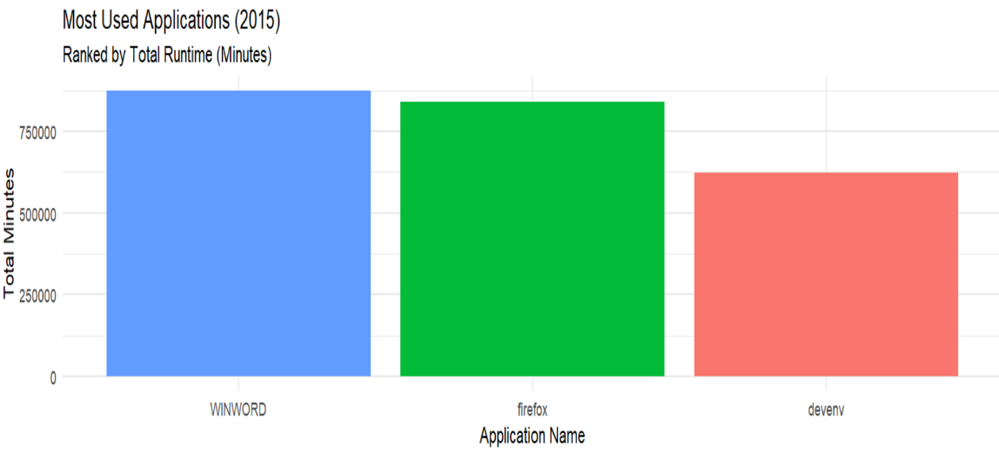 Most Used Applications (2015)
Ranked by Total Runtime (Minutes)
Total Minutes
750000
500000
250000
0
WINWORD firefox devenv
Application Name